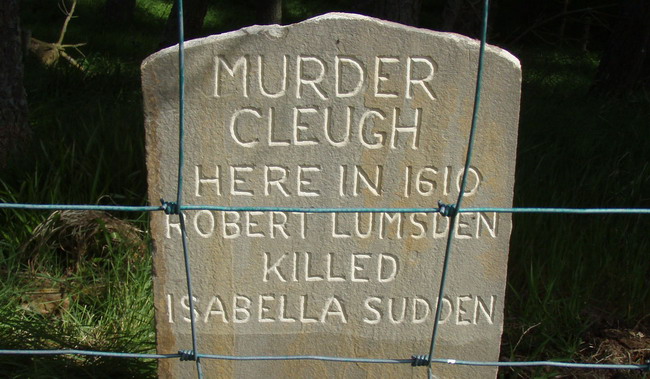 MURDER
CLEUGH
HERE IN 1610
ROBERT LUMSDEN
KILLED
ISABELLA SUDDEN